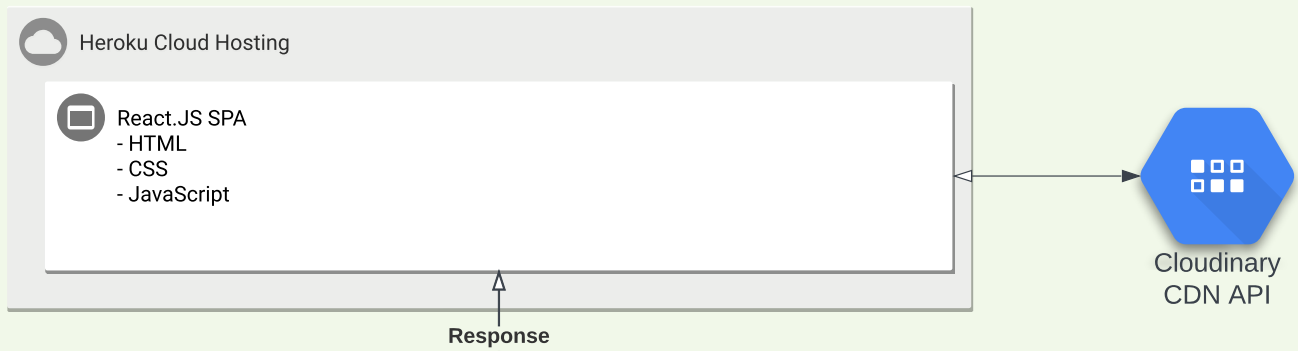 Heroku Cloud Hosting
React.JS SPA
- HTML
- CSS
- JavaScript
Cloudinary
CDN API
Response